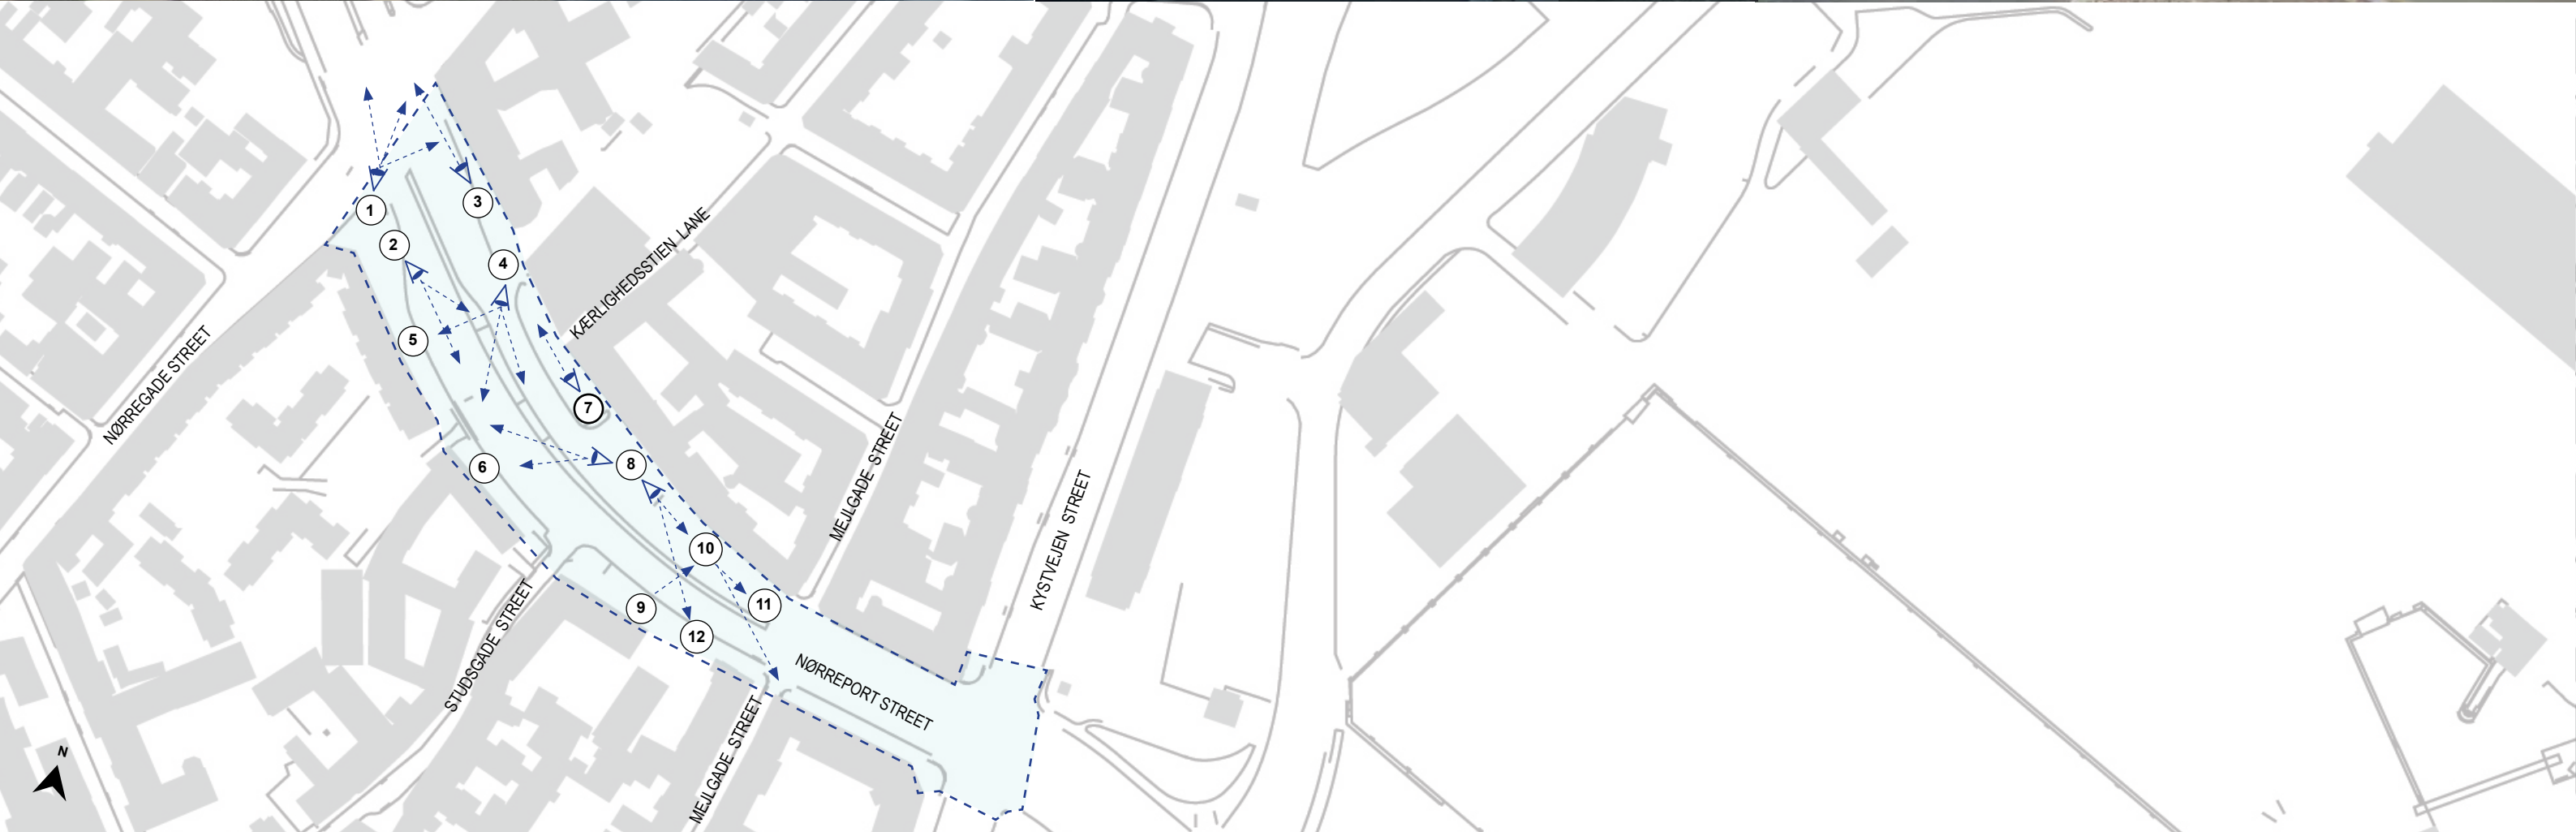 3
1
2
4
KÆRLIGHEDSSTIEN LANE
5
NØRREGADE STREET
7
6
8
MEJLGADE STREET
KYSTVEJEN STREET
10
9
11
12
STUDSGADE STREET
NØRREPORT STREET
MEJLGADE STREET
N